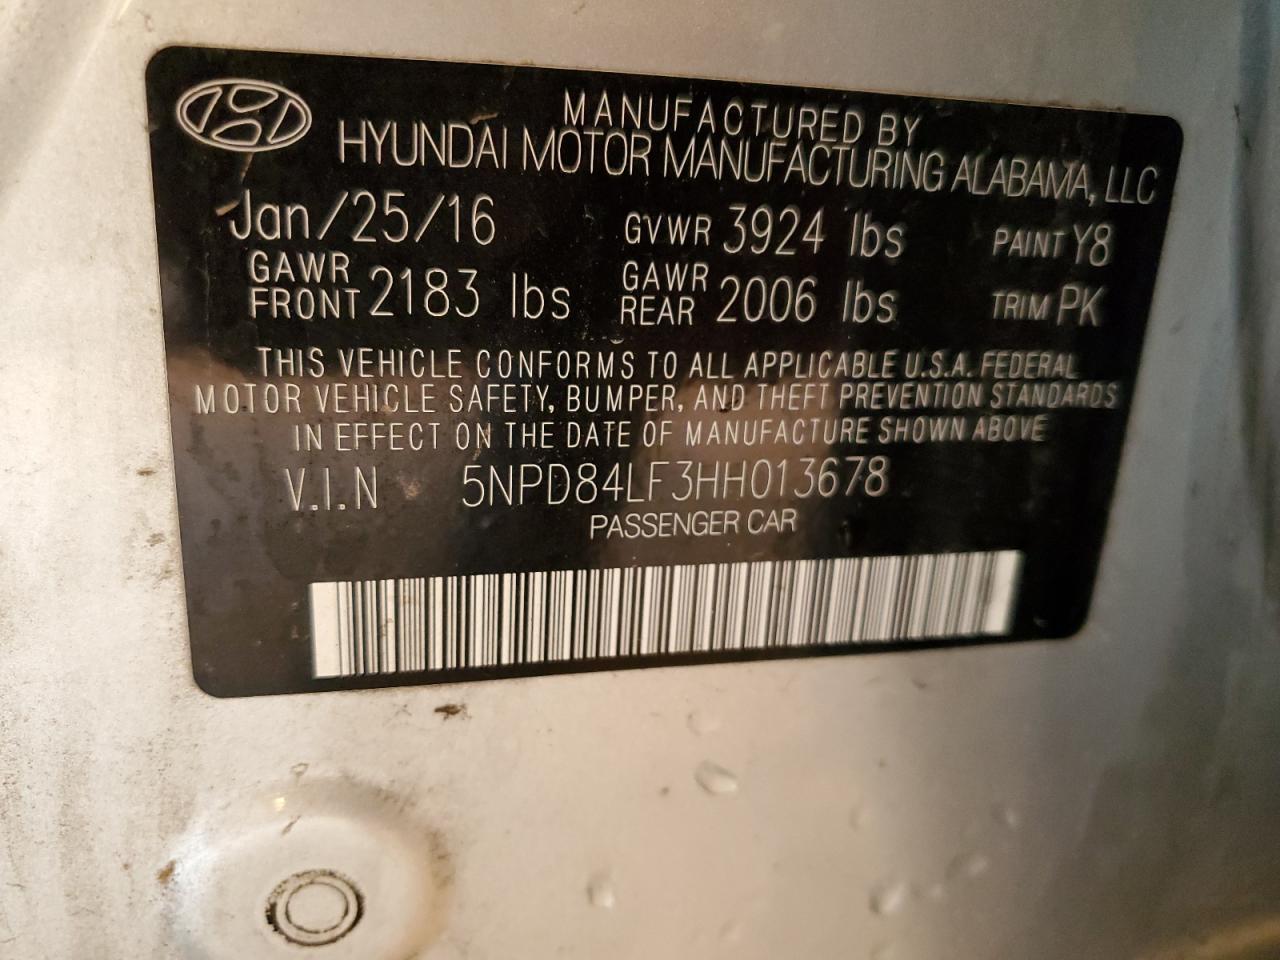 MANUFACTURED BY
HYUNDAI MOTOR MANUFACTURING ALABAMA, LLC
Jan/25/16 GVWR 3924 lbs PAINT Y8
GAWR FRONT 2183 lbs GAWR REAR 2006 lbs TRIM PK
THIS VEHICLE CONFORMS TO ALL APPLICABLE U.S.A. FEDERAL
MOTOR VEHICLE SAFETY, BUMPER, AND THEFT PREVENTION STANDARDS
IN EFFECT ON THE DATE OF MANUFACTURE SHOWN ABOVE
V.I.N 5NPD84LF3HH013678
PASSENGER CAR